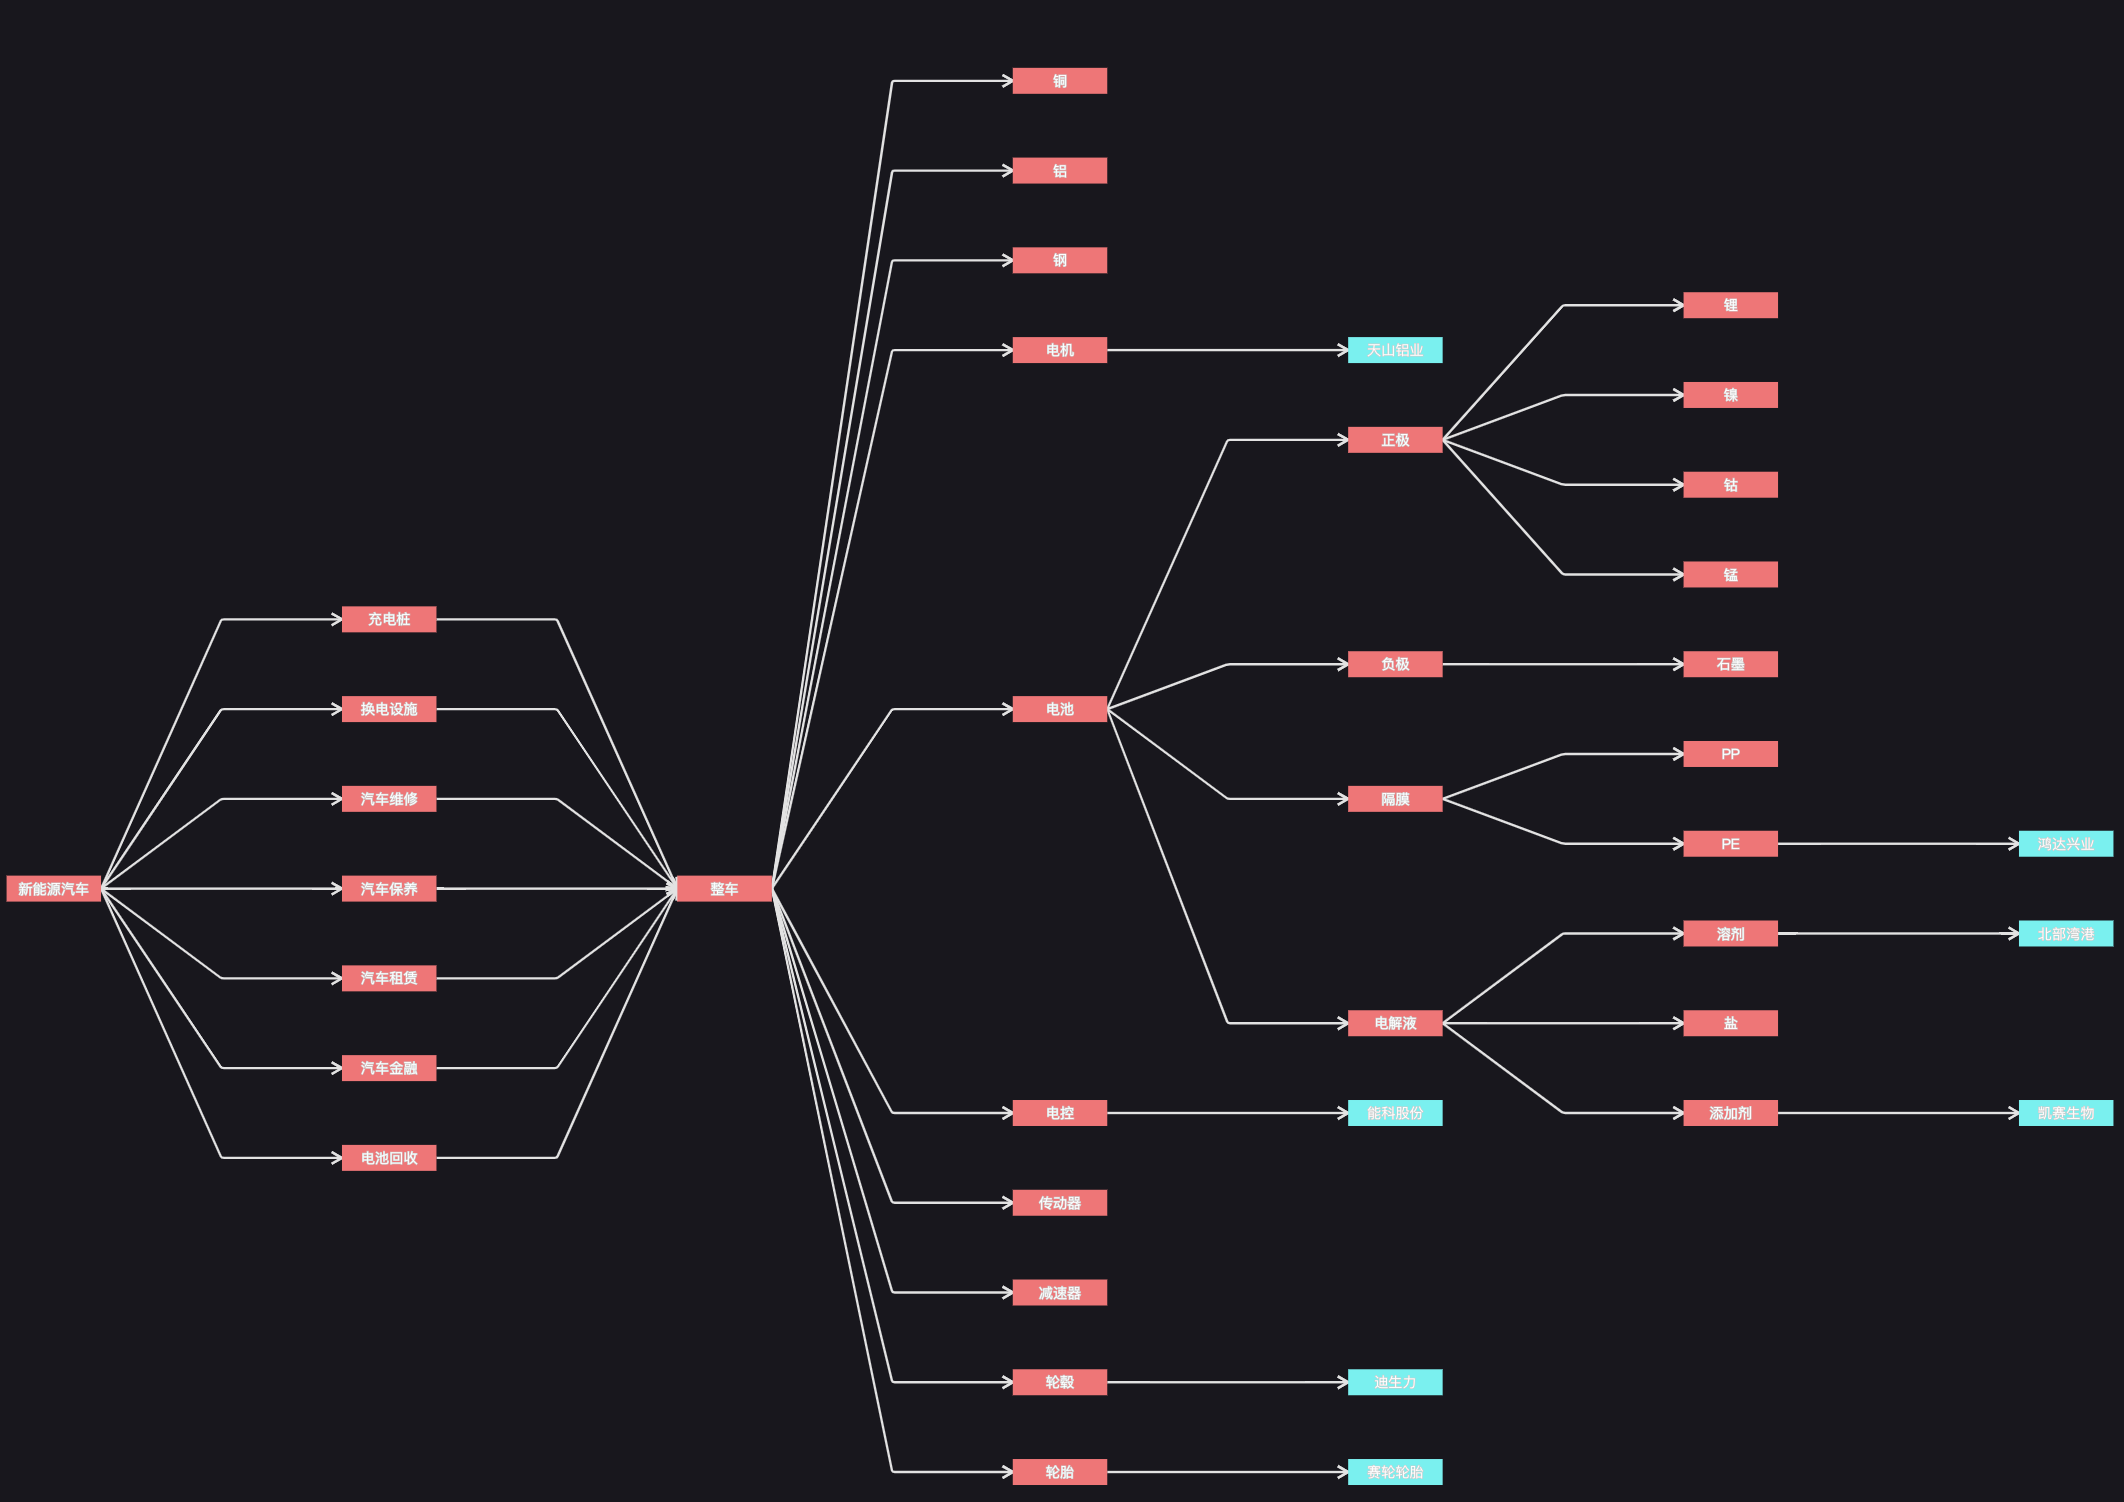 铜
铝
钢
锂
电机
天山铝业
镍
正极
钴
锰
充电桩
负极
石墨
换电设施
电池
PP
汽车维修
隔膜
PE
鸿达兴业
新能源汽车
汽车保养
整车
溶剂
北部湾港
汽车租赁
电解液
盐
汽车金融
电控
能科股份
添加剂
凯赛生物
电池回收
传动器
减速器
轮毂
迪生力
轮胎
赛轮轮胎